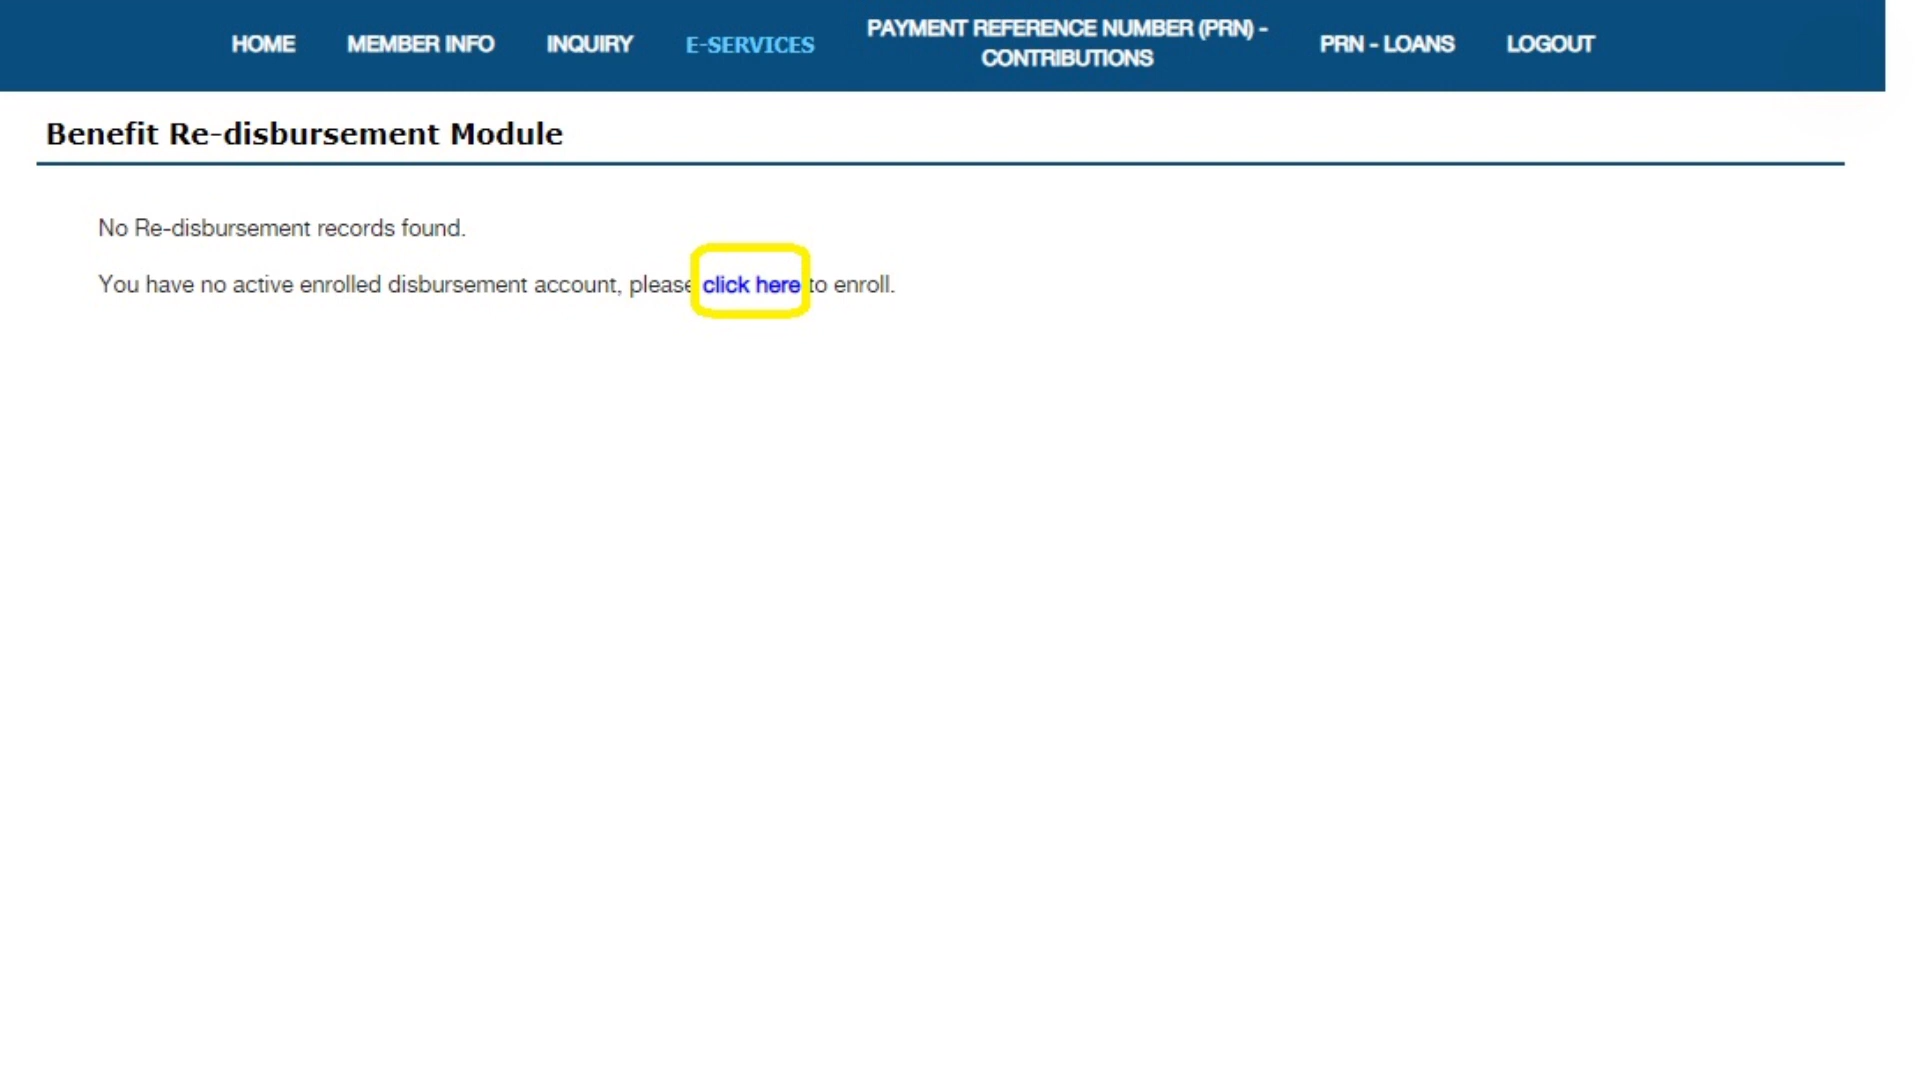 HOME MEMBER INFO INQUIRY E-SERVICES PAYMENT REFERENCE NUMBER (PRN) -
CONTRIBUTIONS PRN - LOANS LOGOUT
Benefit Re-disbursement Module
No Re-disbursement records found.
You have no active enrolled disbursement account, please click here to enroll.